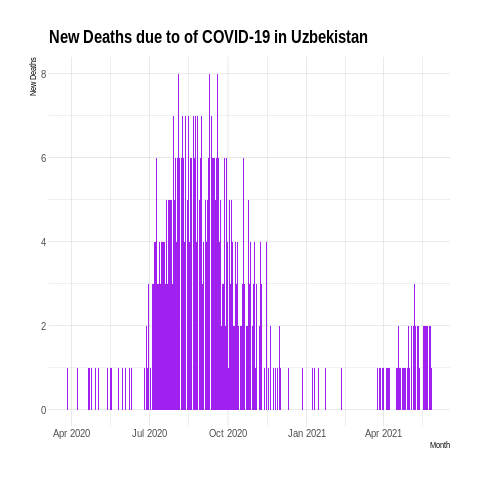 New Deaths due to of COVID-19 in Uzbekistan
New Deaths
8
6
4
2
0
Apr 2020 Jul 2020 Oct 2020 Jan 2021 Apr 2021
Month